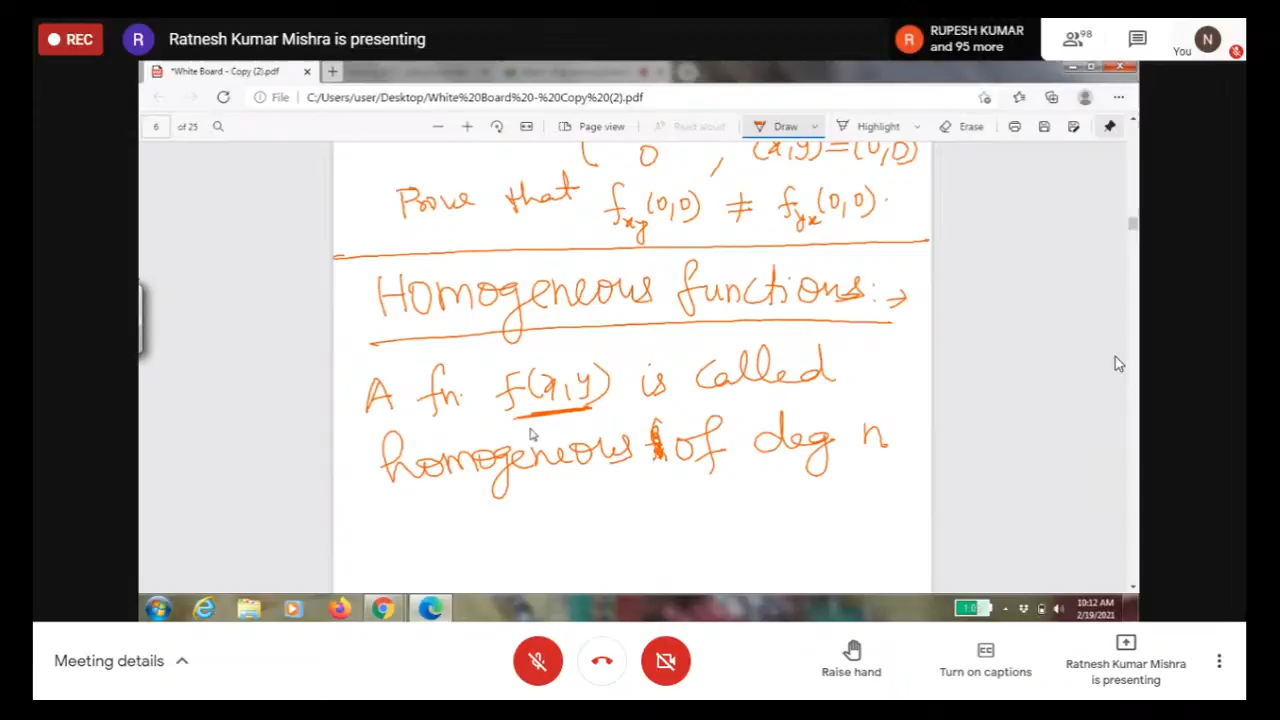 REC
R
Ratnesh Kumar Mishra is presenting
R
RUPESH KUMAR
and 95 more
98
You
N
*White Board - Copy (2).pdf
File
C:/Users/user/Desktop/White%20Board%20-%20Copy%20(2).pdf
6
of 25
Page view
Read aloud
Draw
Highlight
Erase
0 , (x,y)=(0,0)
Prove that f_xy(0,0) ≠ f_yx(0,0).
Homogeneous functions:→
A fn. f(x,y) is called
homogeneous of deg n
10:12 AM
2/19/2021
Meeting details
Raise hand
Turn on captions
Ratnesh Kumar Mishra
is presenting